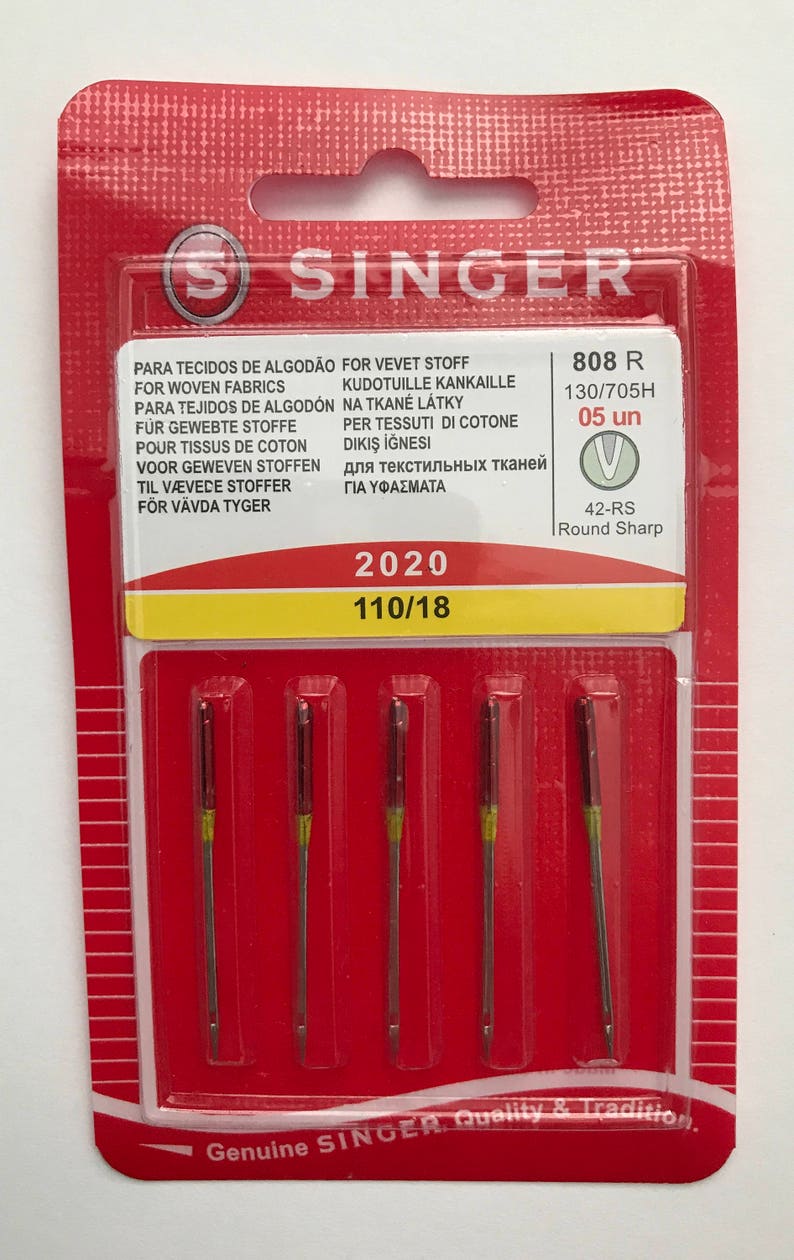 S SINGER
PARA TECIDOS DE ALGODÃO
FOR WOVEN FABRICS
PARA TEJIDOS DE ALGODÓN
FÜR GEWEBTE STOFFE
POUR TISSUS DE COTON
VOOR GEWEVEN STOFFEN
TIL VÆVEDE STOFFER
FÖR VÄVDA TYGER
FOR VEVET STOFF
KUDOTUILLE KANKAILLE
NA TKANÉ LÁTKY
PER TESSUTI DI COTONE
DIKIŞ İĞNESI
для текстильных тканей
ΓΙΑ ΥΦΑΣΜΑΤΑ
808 R
130/705H
05 un
42-RS
Round Sharp
2020
110/18
Genuine SINGER Quality & Tradition.